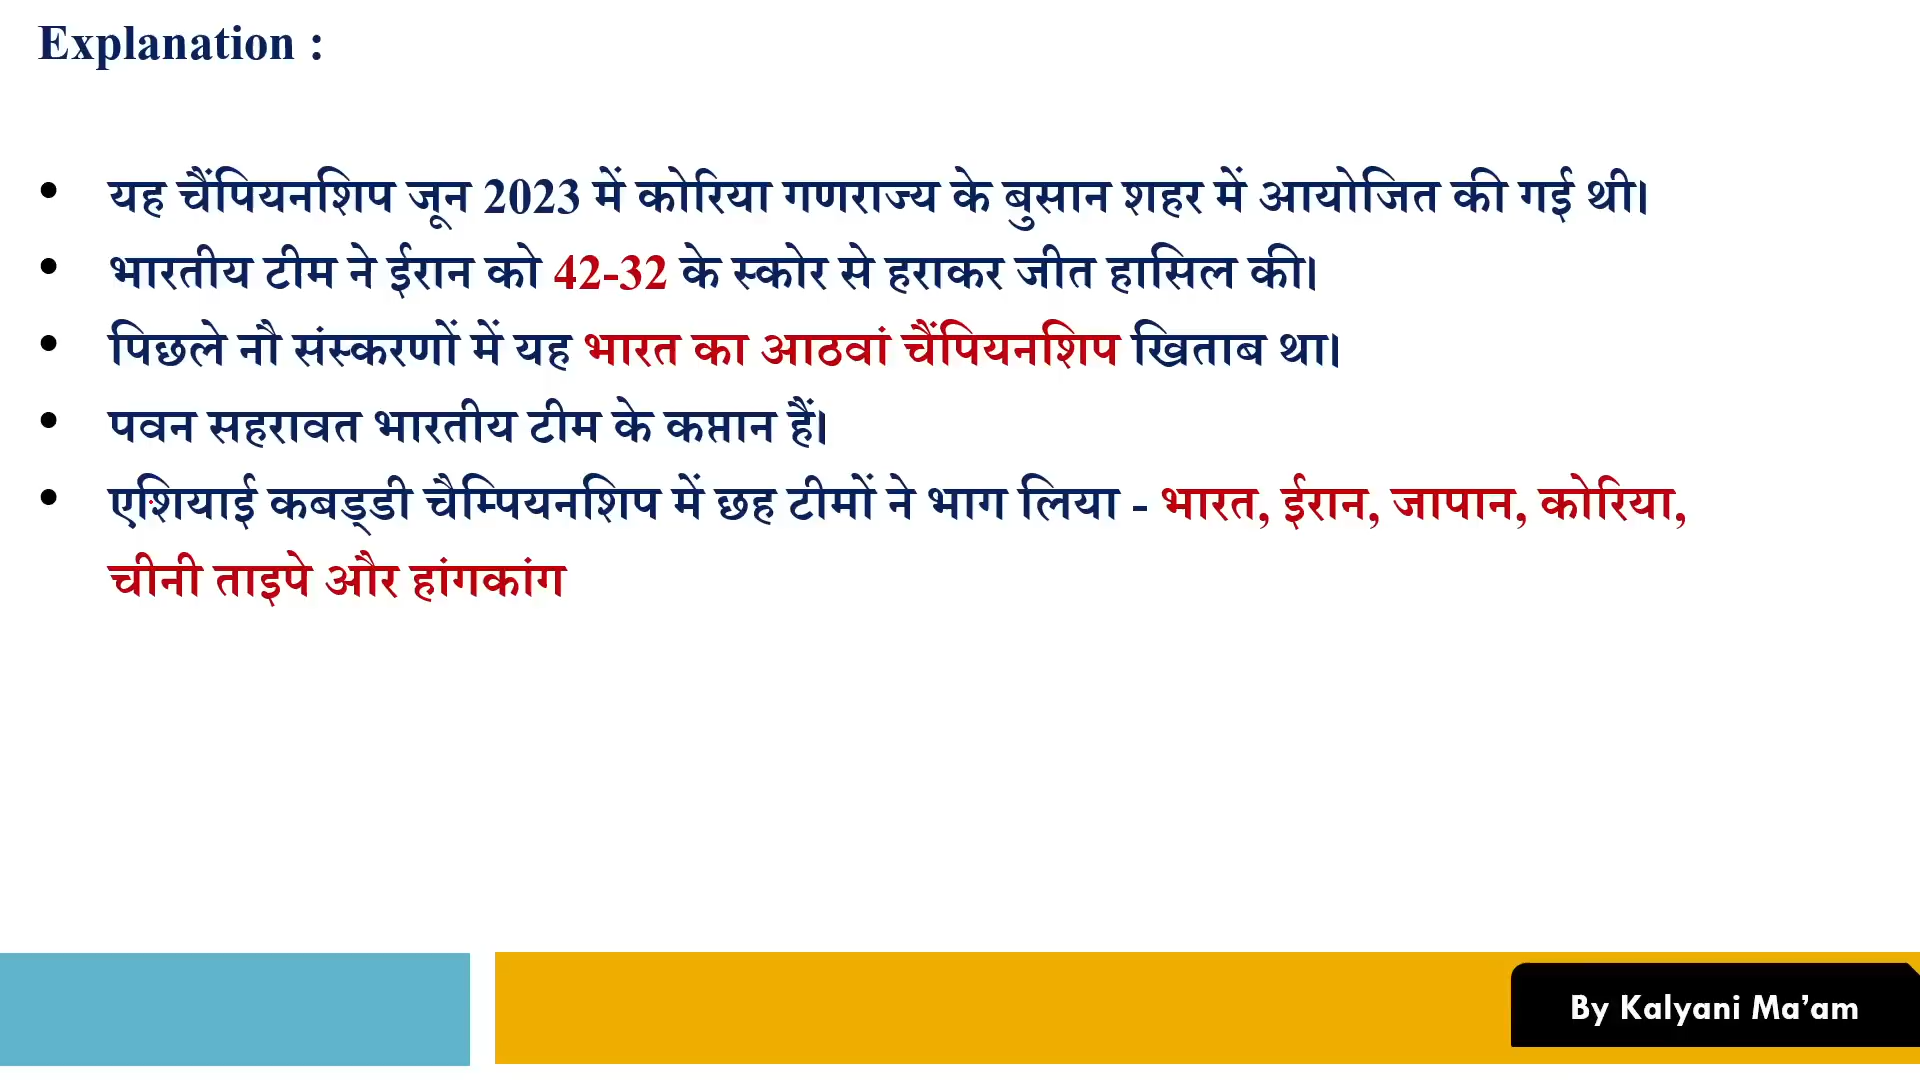 Explanation :
• यह चैंपियनशिप जून 2023 में कोरिया गणराज्य के बुसान शहर में आयोजित की गई थी।
• भारतीय टीम ने ईरान को 42-32 के स्कोर से हराकर जीत हासिल की।
• पिछले नौ संस्करणों में यह भारत का आठवां चैंपियनशिप खिताब था।
• पवन सहरावत भारतीय टीम के कप्तान हैं।
• एशियाई कबड्डी चैम्पियनशिप में छह टीमों ने भाग लिया - भारत, ईरान, जापान, कोरिया,
चीनी ताइपे और हांगकांग
By Kalyani Ma’am